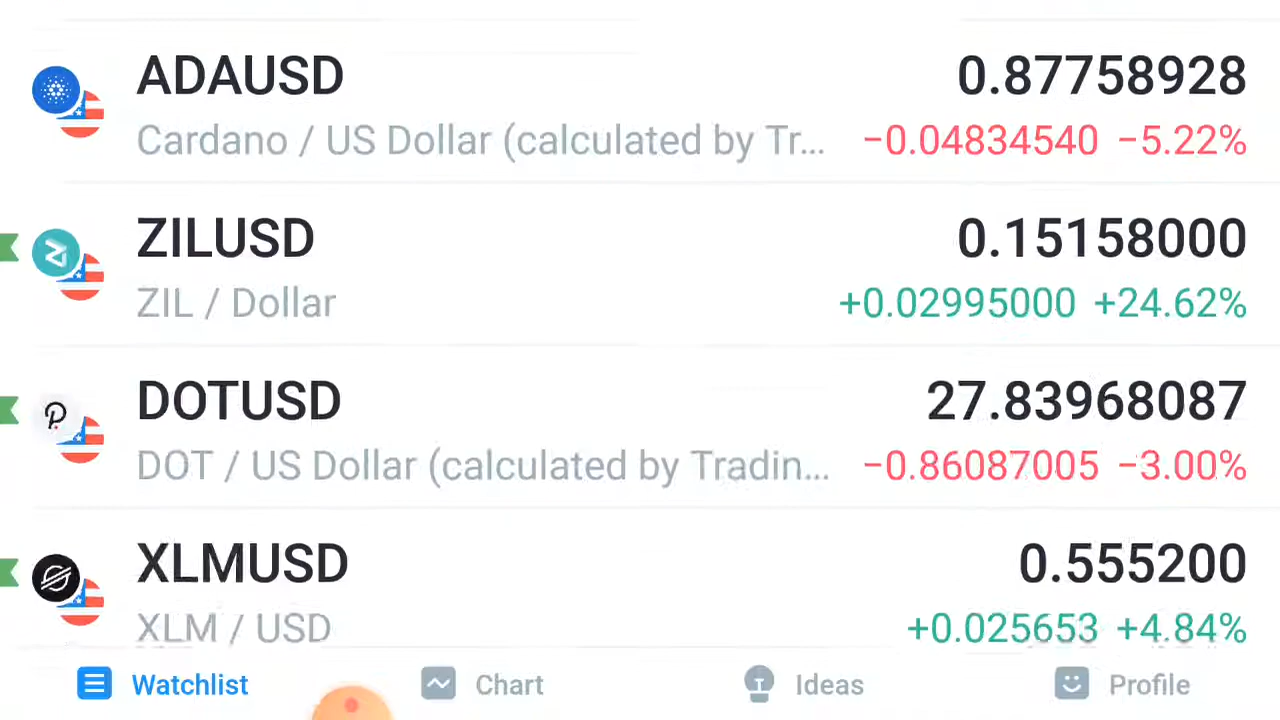 ADAUSD 0.87758928
Cardano / US Dollar (calculated by Tr... −0.04834540 −5.22%
ZILUSD 0.15158000
ZIL / Dollar +0.02995000 +24.62%
DOTUSD 27.83968087
DOT / US Dollar (calculated by Tradin... −0.86087005 −3.00%
XLMUSD 0.555200
XLM / USD +0.025653 +4.84%
Watchlist Chart Ideas Profile